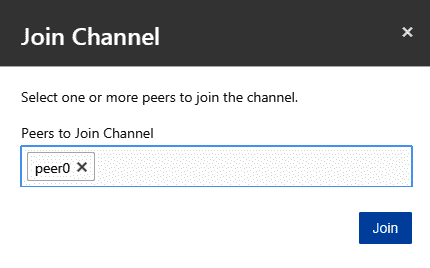 Join Channel
Select one or more peers to join the channel.
Peers to Join Channel
peer0
Join